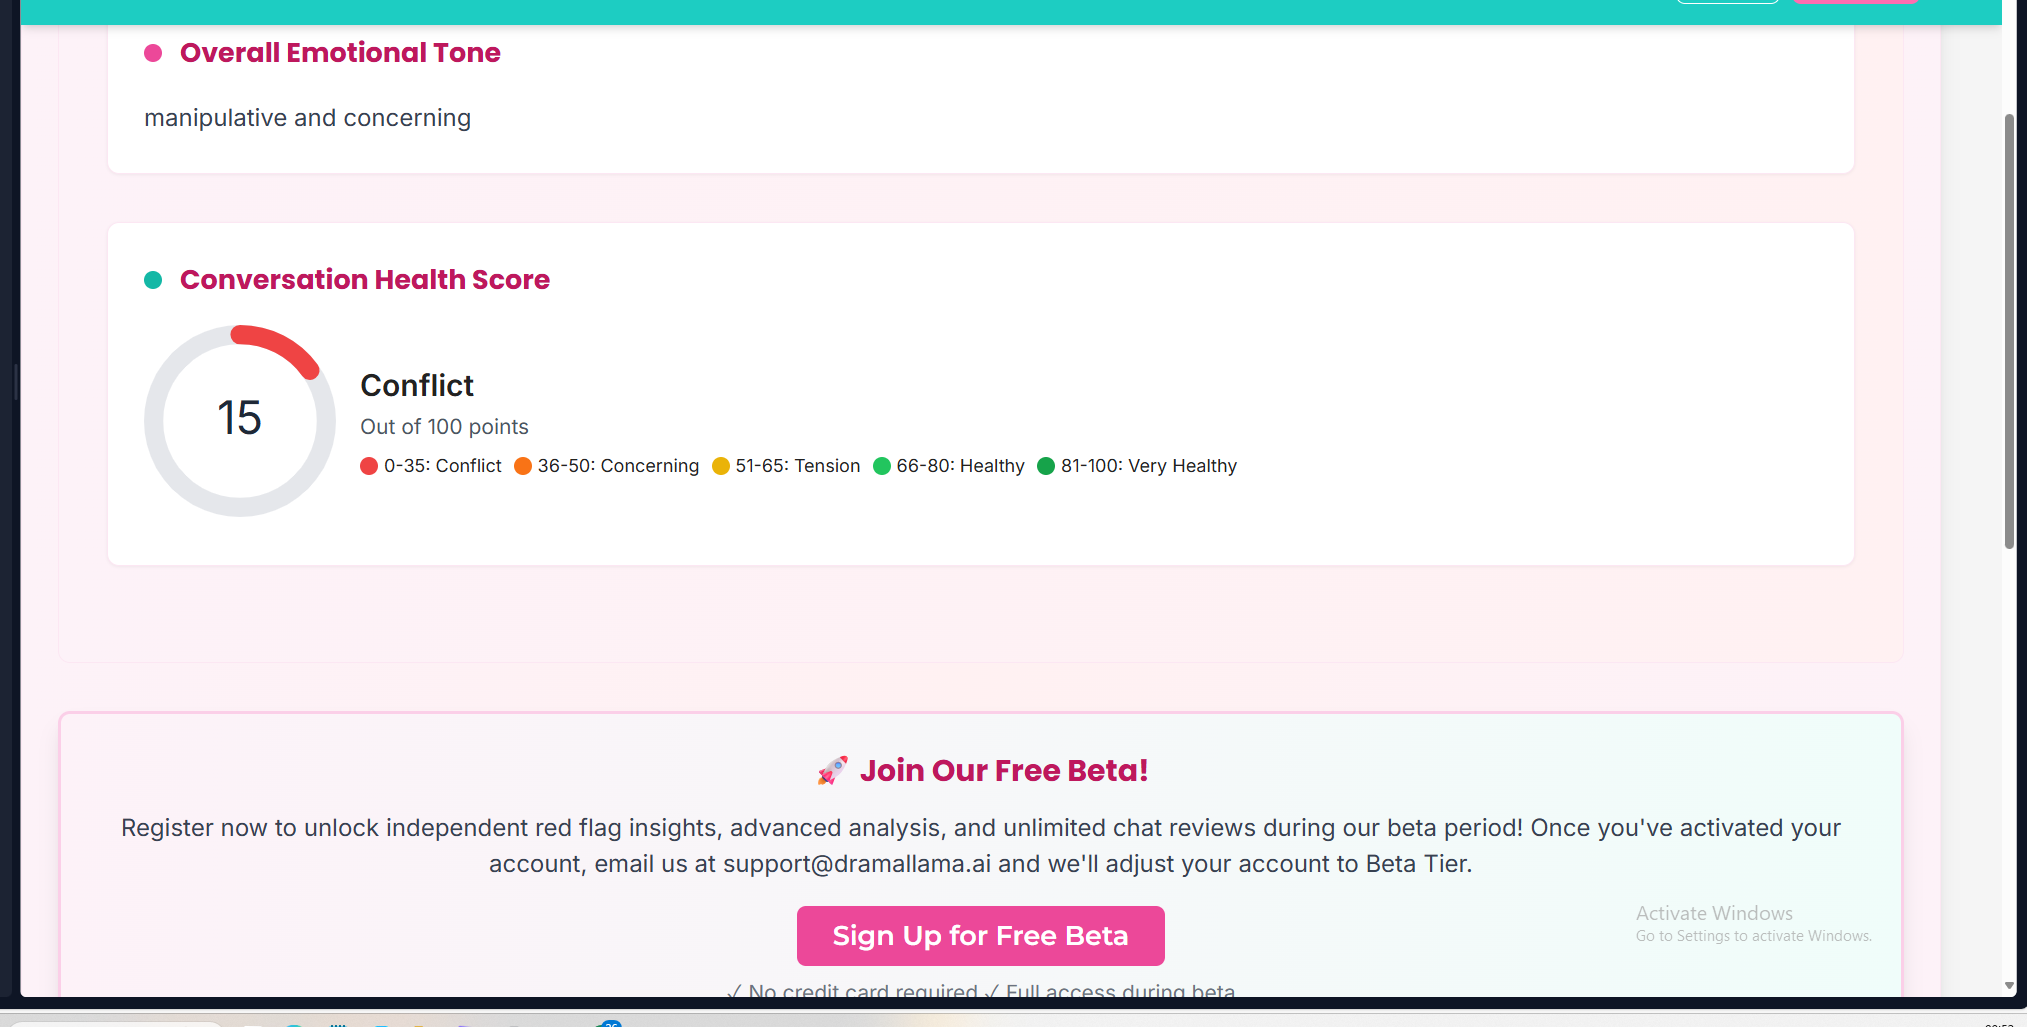 Overall Emotional Tone
manipulative and concerning
Conversation Health Score
15
Conflict
Out of 100 points
0-35: Conflict 36-50: Concerning 51-65: Tension 66-80: Healthy 81-100: Very Healthy
🚀 Join Our Free Beta!
Register now to unlock independent red flag insights, advanced analysis, and unlimited chat reviews during our beta period! Once you've activated your
account, email us at support@dramallama.ai and we'll adjust your account to Beta Tier.
Sign Up for Free Beta
✓ No credit card required ✓ Full access during beta
Activate Windows
Go to Settings to activate Windows.